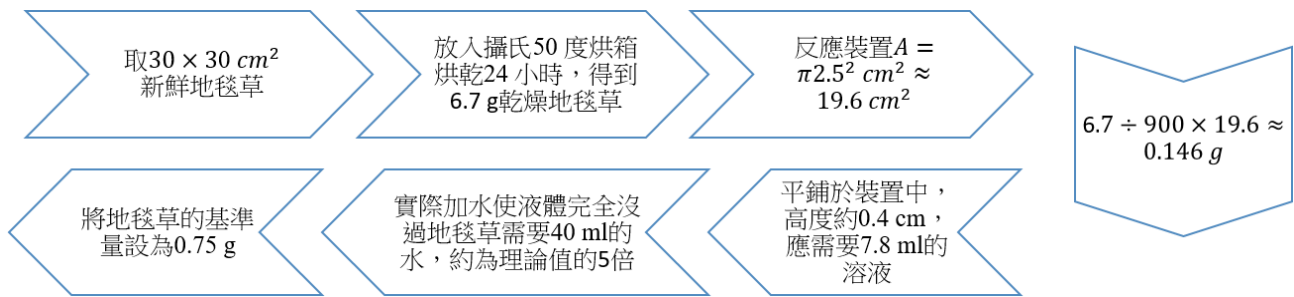 取30 × 30 cm²
新鮮地毯草
放入攝氏50 度烘箱
烘乾24 小時，得到
6.7 g乾燥地毯草
反應裝置A =
π2.5² cm² ≈
19.6 cm²
6.7 ÷ 900 × 19.6 ≈
0.146 g
平鋪於裝置中，
高度約0.4 cm，
應需要7.8 ml的
溶液
實際加水使液體完全沒
過地毯草需要40 ml的
水，約為理論值的5倍
將地毯草的基準
量設為0.75 g